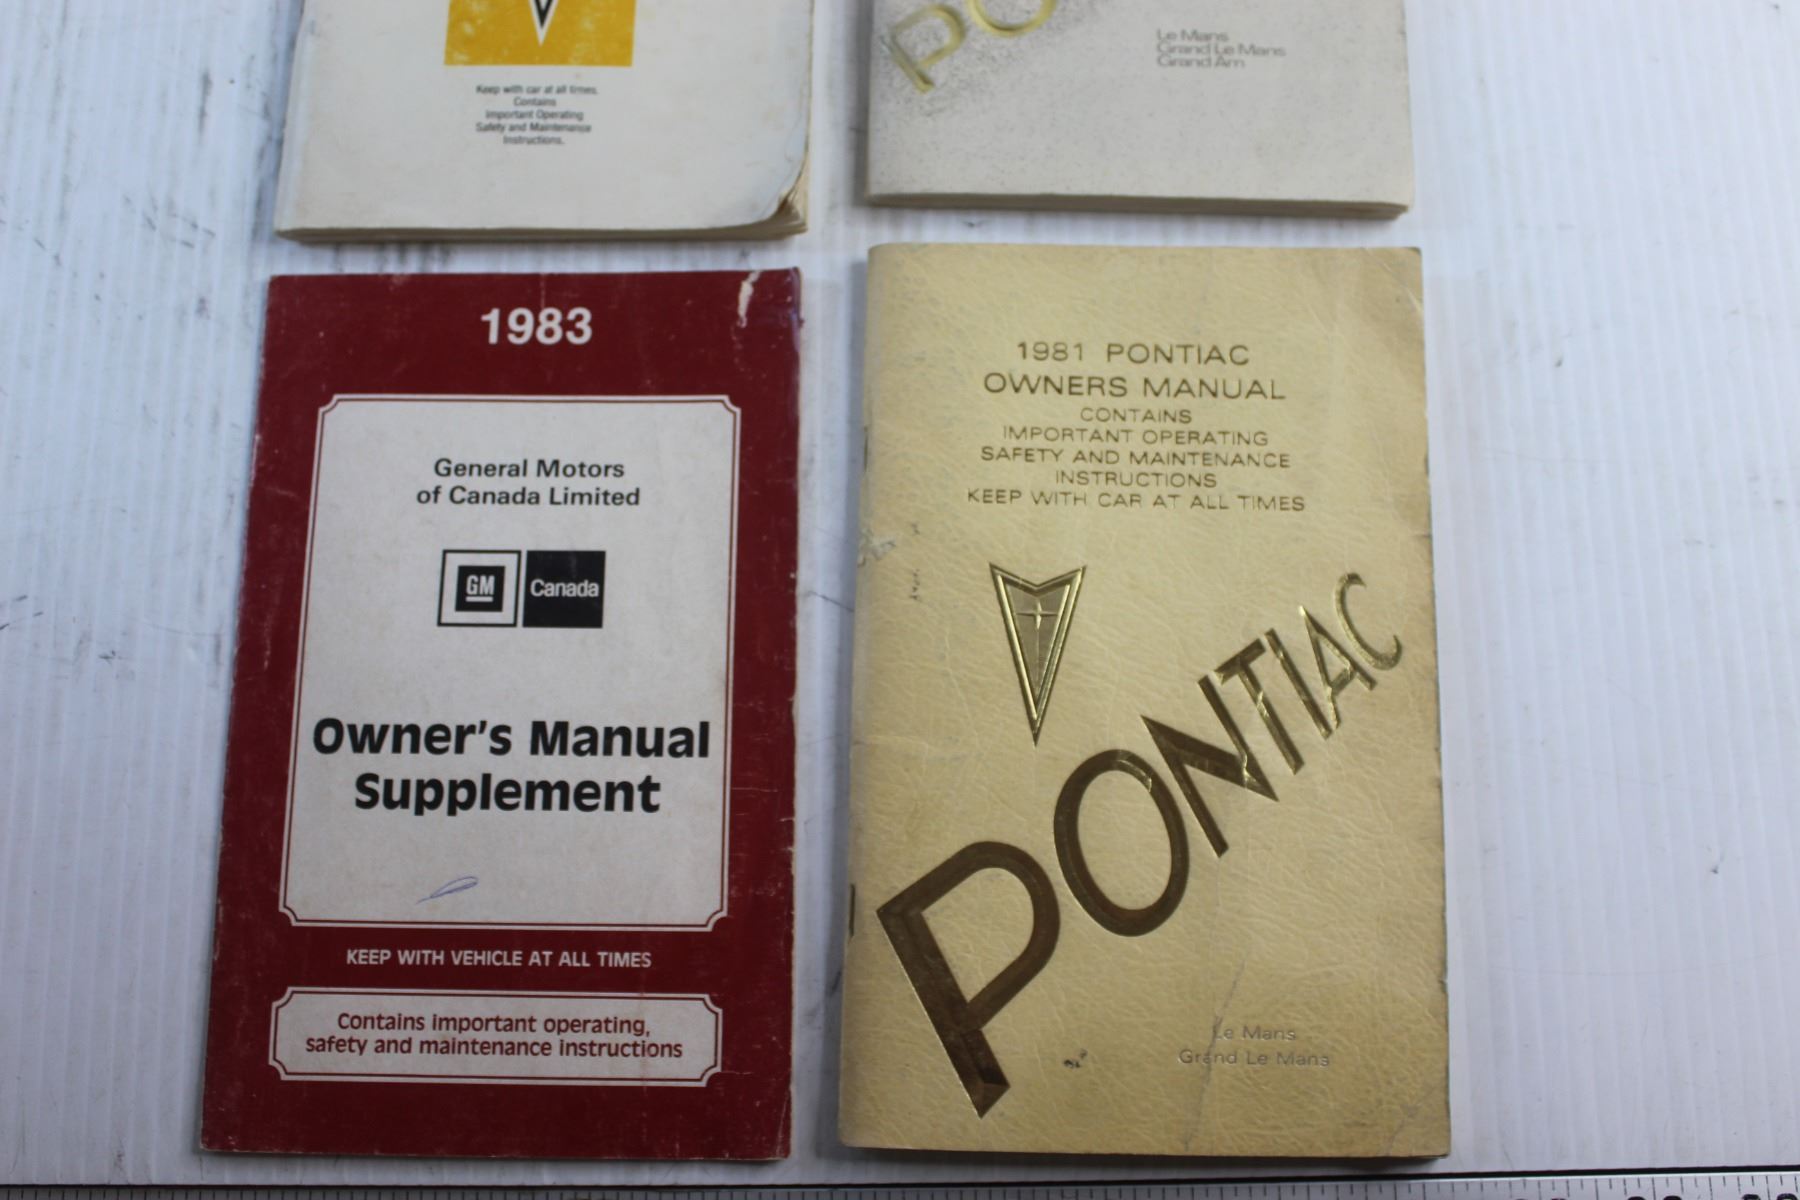 Keep with car at all times.
Contains
Important Operating
Safety and Maintenance
Instructions.
PO
Le Mans
Grand Le Mans
Grand Am
1983
General Motors
of Canada Limited
GM Canada
Owner's Manual
Supplement
KEEP WITH VEHICLE AT ALL TIMES
Contains important operating,
safety and maintenance instructions
1981 PONTIAC
OWNERS MANUAL
CONTAINS
IMPORTANT OPERATING
SAFETY AND MAINTENANCE
INSTRUCTIONS
KEEP WITH CAR AT ALL TIMES
PONTIAC
Le Mans
Grand Le Mans